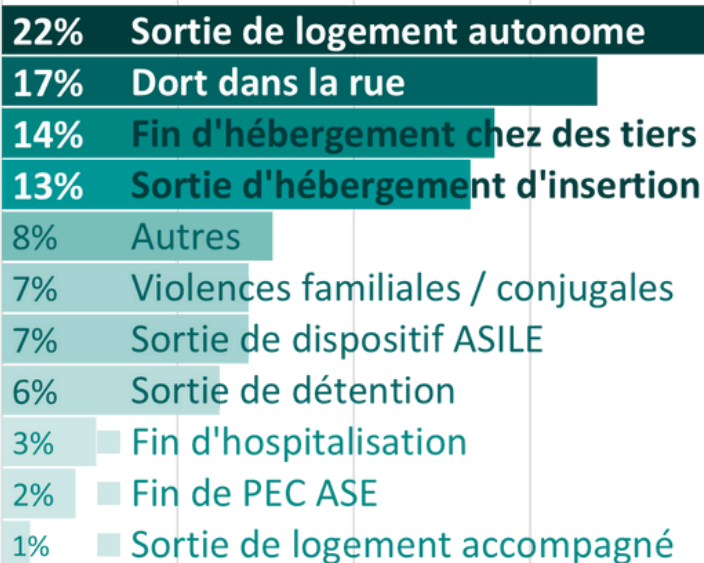 22% Sortie de logement autonome
17% Dort dans la rue
14% Fin d'hébergement chez des tiers
13% Sortie d'hébergement d'insertion
8% Autres
7% Violences familiales / conjugales
7% Sortie de dispositif ASILE
6% Sortie de détention
3% Fin d'hospitalisation
2% Fin de PEC ASE
1% Sortie de logement accompagné